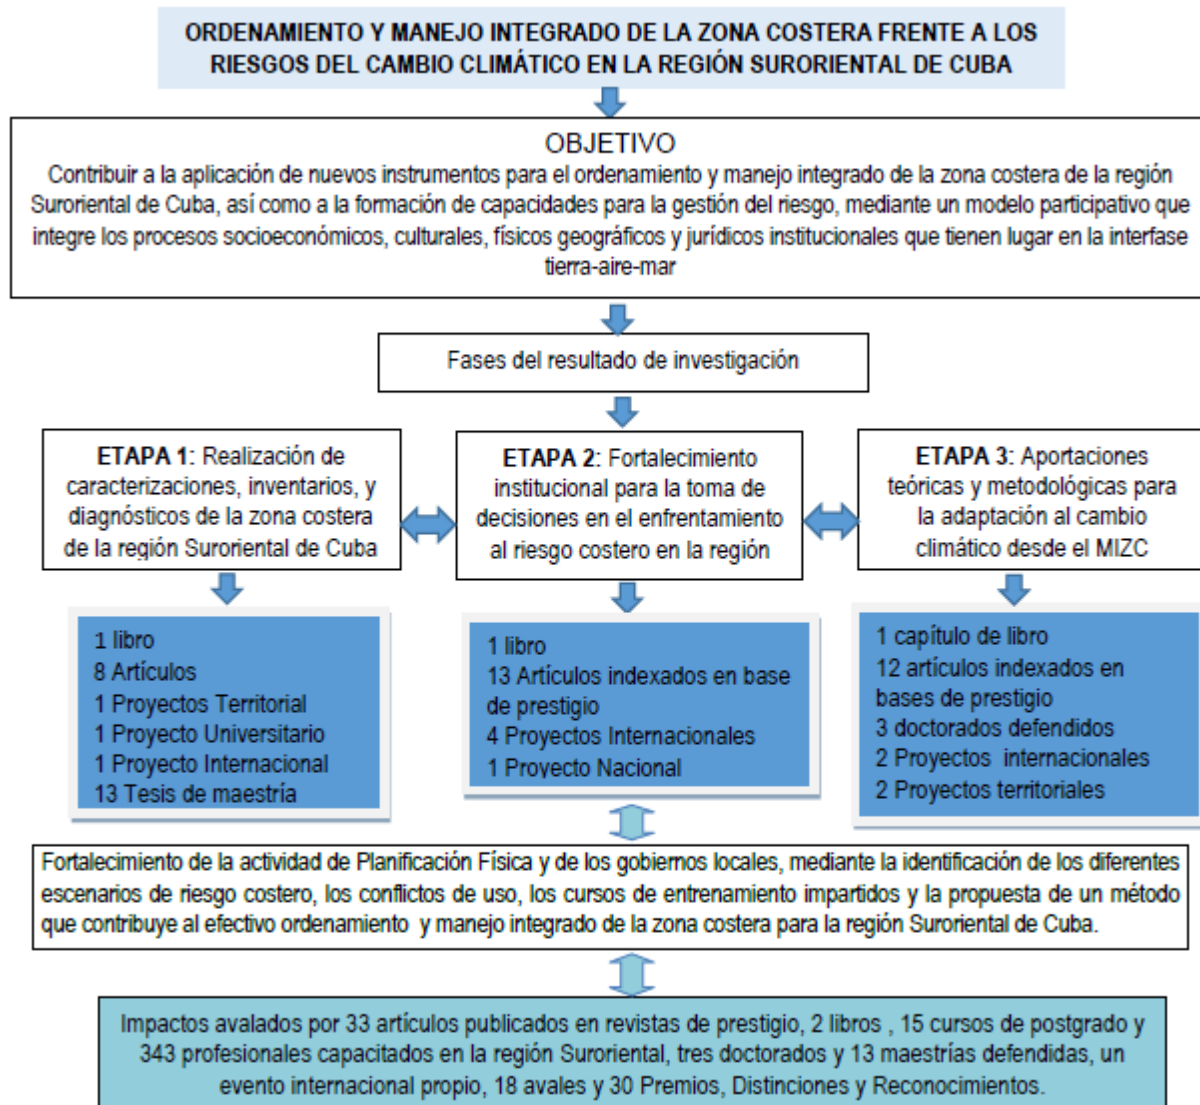 ORDENAMIENTO Y MANEJO INTEGRADO DE LA ZONA COSTERA FRENTE A LOS
RIESGOS DEL CAMBIO CLIMÁTICO EN LA REGIÓN SURORIENTAL DE CUBA
OBJETIVO
Contribuir a la aplicación de nuevos instrumentos para el ordenamiento y manejo integrado de la zona costera de la región
Suroriental de Cuba, así como a la formación de capacidades para la gestión del riesgo, mediante un modelo participativo que
integre los procesos socioeconómicos, culturales, físicos geográficos y jurídicos institucionales que tienen lugar en la interfase
tierra-aire-mar
Fases del resultado de investigación
ETAPA 1: Realización de
caracterizaciones, inventarios, y
diagnósticos de la zona costera
de la región Suroriental de Cuba
ETAPA 2: Fortalecimiento
institucional para la toma de
decisiones en el enfrentamiento
al riesgo costero en la región
ETAPA 3: Aportaciones
teóricas y metodológicas para
la adaptación al cambio
climático desde el MIZC
1 libro
8 Artículos
1 Proyectos Territorial
1 Proyecto Universitario
1 Proyecto Internacional
13 Tesis de maestría
1 libro
13 Artículos indexados en base
de prestigio
4 Proyectos Internacionales
1 Proyecto Nacional
1 capítulo de libro
12 artículos indexados en
bases de prestigio
3 doctorados defendidos
2 Proyectos internacionales
2 Proyectos territoriales
Fortalecimiento de la actividad de Planificación Física y de los gobiernos locales, mediante la identificación de los diferentes
escenarios de riesgo costero, los conflictos de uso, los cursos de entrenamiento impartidos y la propuesta de un método
que contribuye al efectivo ordenamiento y manejo integrado de la zona costera para la región Suroriental de Cuba.
Impactos avalados por 33 artículos publicados en revistas de prestigio, 2 libros , 15 cursos de postgrado y
343 profesionales capacitados en la región Suroriental, tres doctorados y 13 maestrías defendidas, un
evento internacional propio, 18 avales y 30 Premios, Distinciones y Reconocimientos.